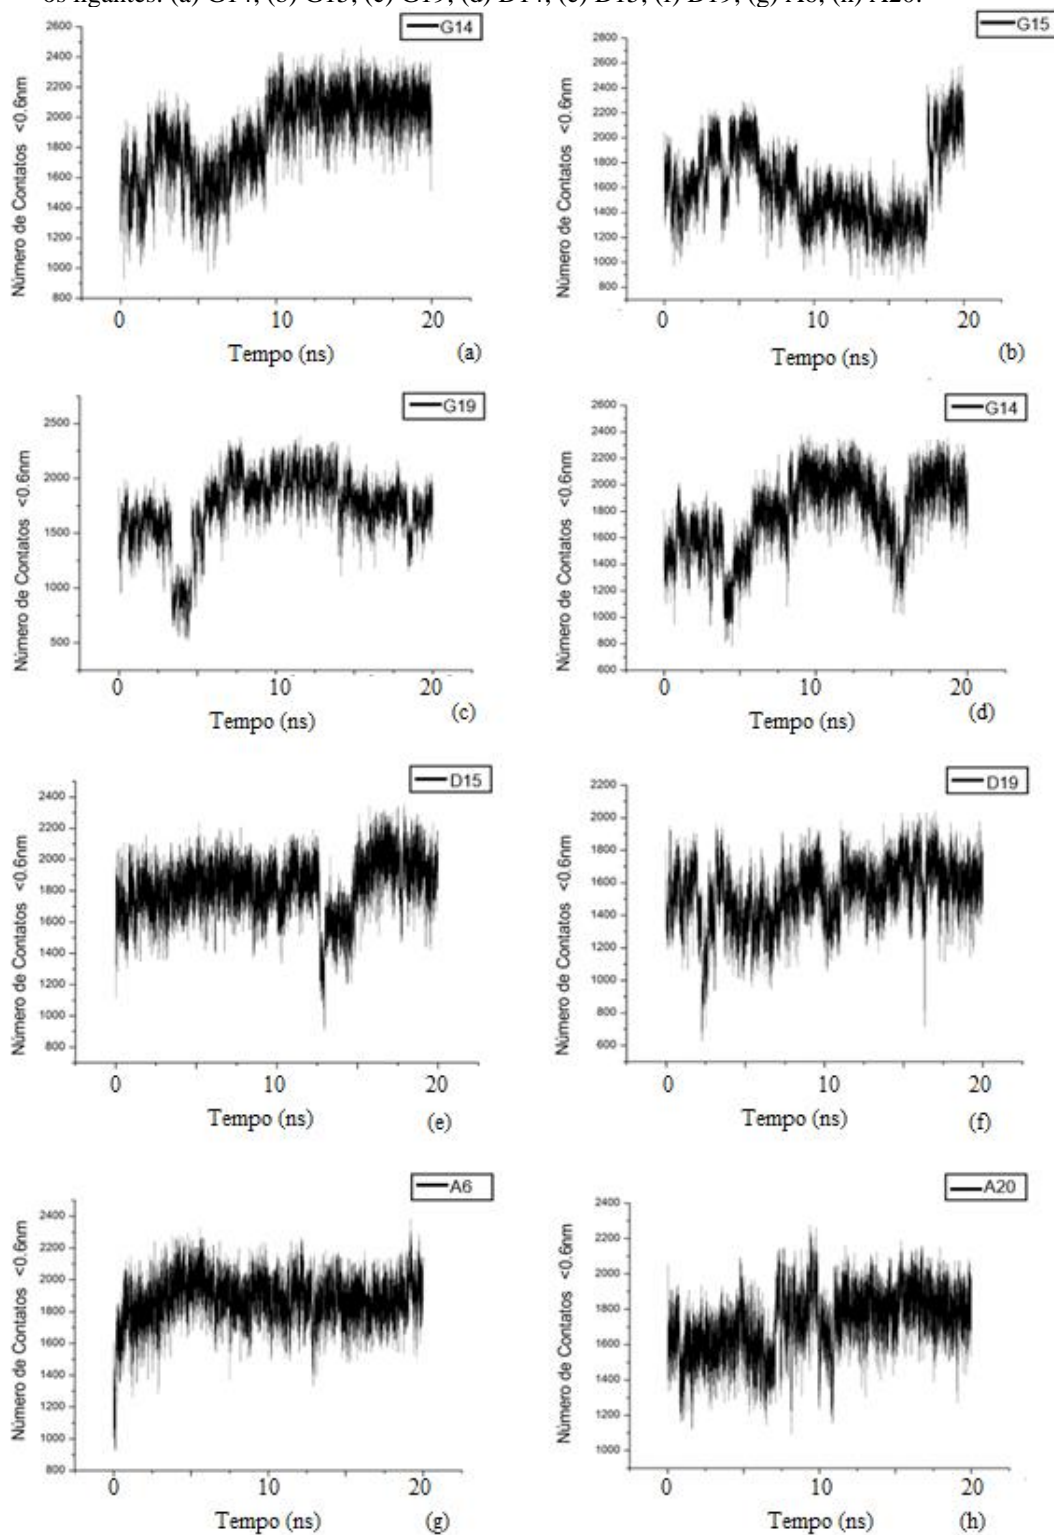 os ligantes. (a) G14, (b) G15, (c) G19, (d) D14, (e) D15, (f) D19, (g) A6, (h) A20.
G14
Número de Contatos <0.6nm
2600
2400
2200
2000
1800
1600
1400
1200
1000
800
0 10 20
Tempo (ns) (a)
G15
Número de Contatos <0.6nm
2800
2600
2400
2200
2000
1800
1600
1400
1200
1000
800
0 10 20
Tempo (ns) (b)
G19
Número de Contatos <0.6nm
2500
2000
1500
1000
500
0 10 20
Tempo (ns) (c)
G14
Número de Contatos <0.6nm
2600
2400
2200
2000
1800
1600
1400
1200
1000
800
600
0 10 20
Tempo (ns) (d)
D15
Número de Contatos <0.6nm
2400
2200
2000
1800
1600
1400
1200
1000
800
0 10 20
Tempo (ns) (e)
D19
Número de Contatos <0.6nm
2200
2000
1800
1600
1400
1200
1000
800
600
0 10 20
Tempo (ns) (f)
A6
Número de Contatos <0.6nm
2400
2200
2000
1800
1600
1400
1200
1000
800
0 10 20
Tempo (ns) (g)
A20
Número de Contatos <0.6nm
2400
2200
2000
1800
1600
1400
1200
1000
0 10 20
Tempo (ns) (h)